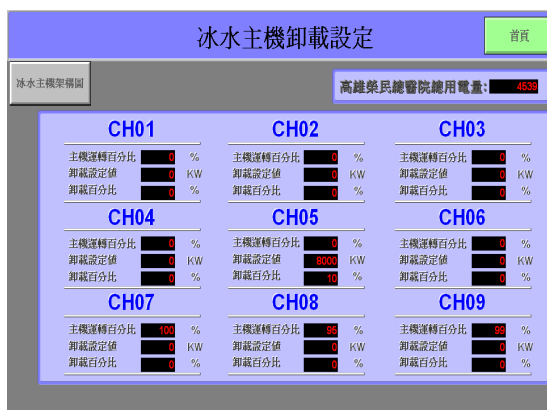 冰水主機卸載設定
首頁
冰水主機架構圖
高雄榮民總醫院總用電量: 4539
CH01
主機運轉百分比 0 %
卸載設定值 0 KW
卸載百分比 0 %
CH02
主機運轉百分比 0 %
卸載設定值 0 KW
卸載百分比 0 %
CH03
主機運轉百分比 0 %
卸載設定值 0 KW
卸載百分比 0 %
CH04
主機運轉百分比 0 %
卸載設定值 0 KW
卸載百分比 0 %
CH05
主機運轉百分比 0 %
卸載設定值 8000 KW
卸載百分比 10 %
CH06
主機運轉百分比 0 %
卸載設定值 0 KW
卸載百分比 0 %
CH07
主機運轉百分比 100 %
卸載設定值 0 KW
卸載百分比 0 %
CH08
主機運轉百分比 95 %
卸載設定值 0 KW
卸載百分比 0 %
CH09
主機運轉百分比 99 %
卸載設定值 0 KW
卸載百分比 0 %